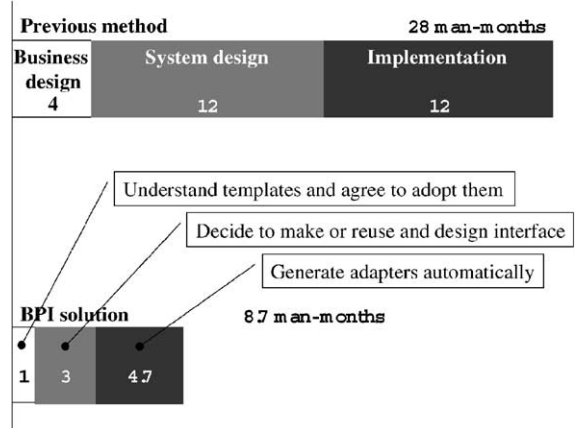 Previous method 28 man-months
Business design 4
System design 12
Implementation 12
Understand templates and agree to adopt them
Decide to make or reuse and design interface
Generate adapters automatically
BPI solution 8.7 man-months
1 3 4.7